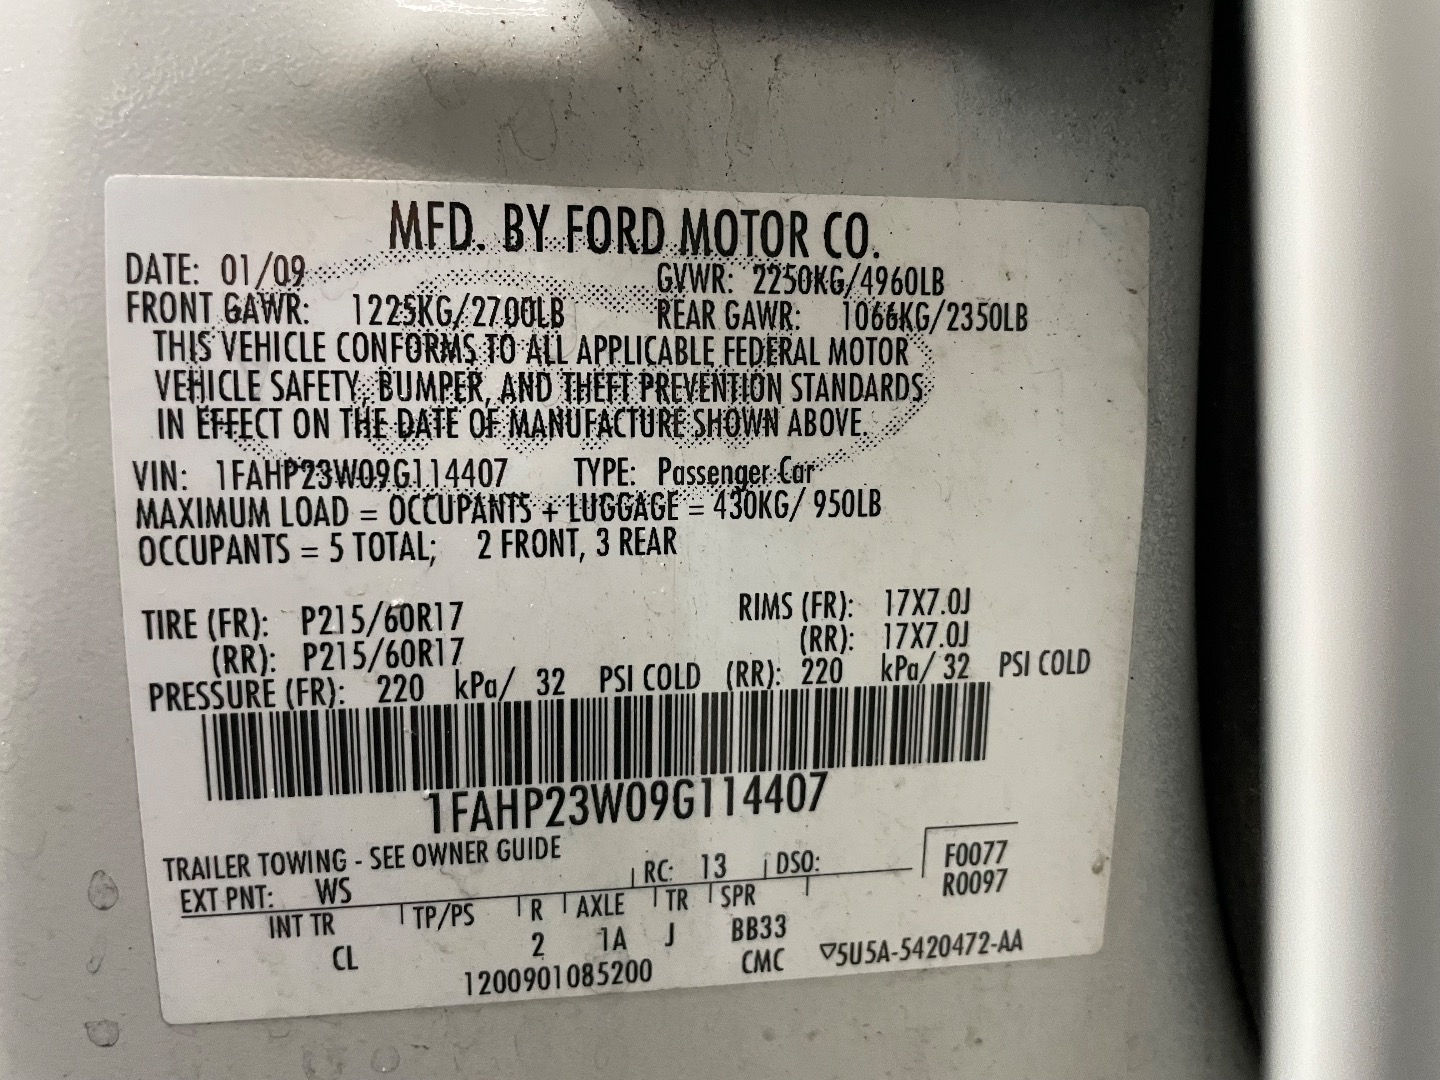 MFD. BY FORD MOTOR CO.
DATE: 01/09 GVWR: 2250KG/4960LB
FRONT GAWR: 1225KG/2700LB REAR GAWR: 1066KG/2350LB
THIS VEHICLE CONFORMS TO ALL APPLICABLE FEDERAL MOTOR
VEHICLE SAFETY, BUMPER, AND THEFT PREVENTION STANDARDS
IN EFFECT ON THE DATE OF MANUFACTURE SHOWN ABOVE.
VIN: 1FAHP23W09G114407 TYPE: Passenger Car
MAXIMUM LOAD = OCCUPANTS + LUGGAGE = 430KG/ 950LB
OCCUPANTS = 5 TOTAL; 2 FRONT, 3 REAR
TIRE (FR): P215/60R17 RIMS (FR): 17X7.0J
(RR): P215/60R17 (RR): 17X7.0J
PRESSURE (FR): 220 kPa/ 32 PSI COLD (RR): 220 kPa/ 32 PSI COLD
1FAHP23W09G114407
TRAILER TOWING - SEE OWNER GUIDE
EXT PNT: WS RC: 13 DSO: F0077
R0097
INT TR TP/PS R AXLE TR SPR
CL 2 1A J BB33
1200901085200 CMC ▽5U5A-5420472-AA